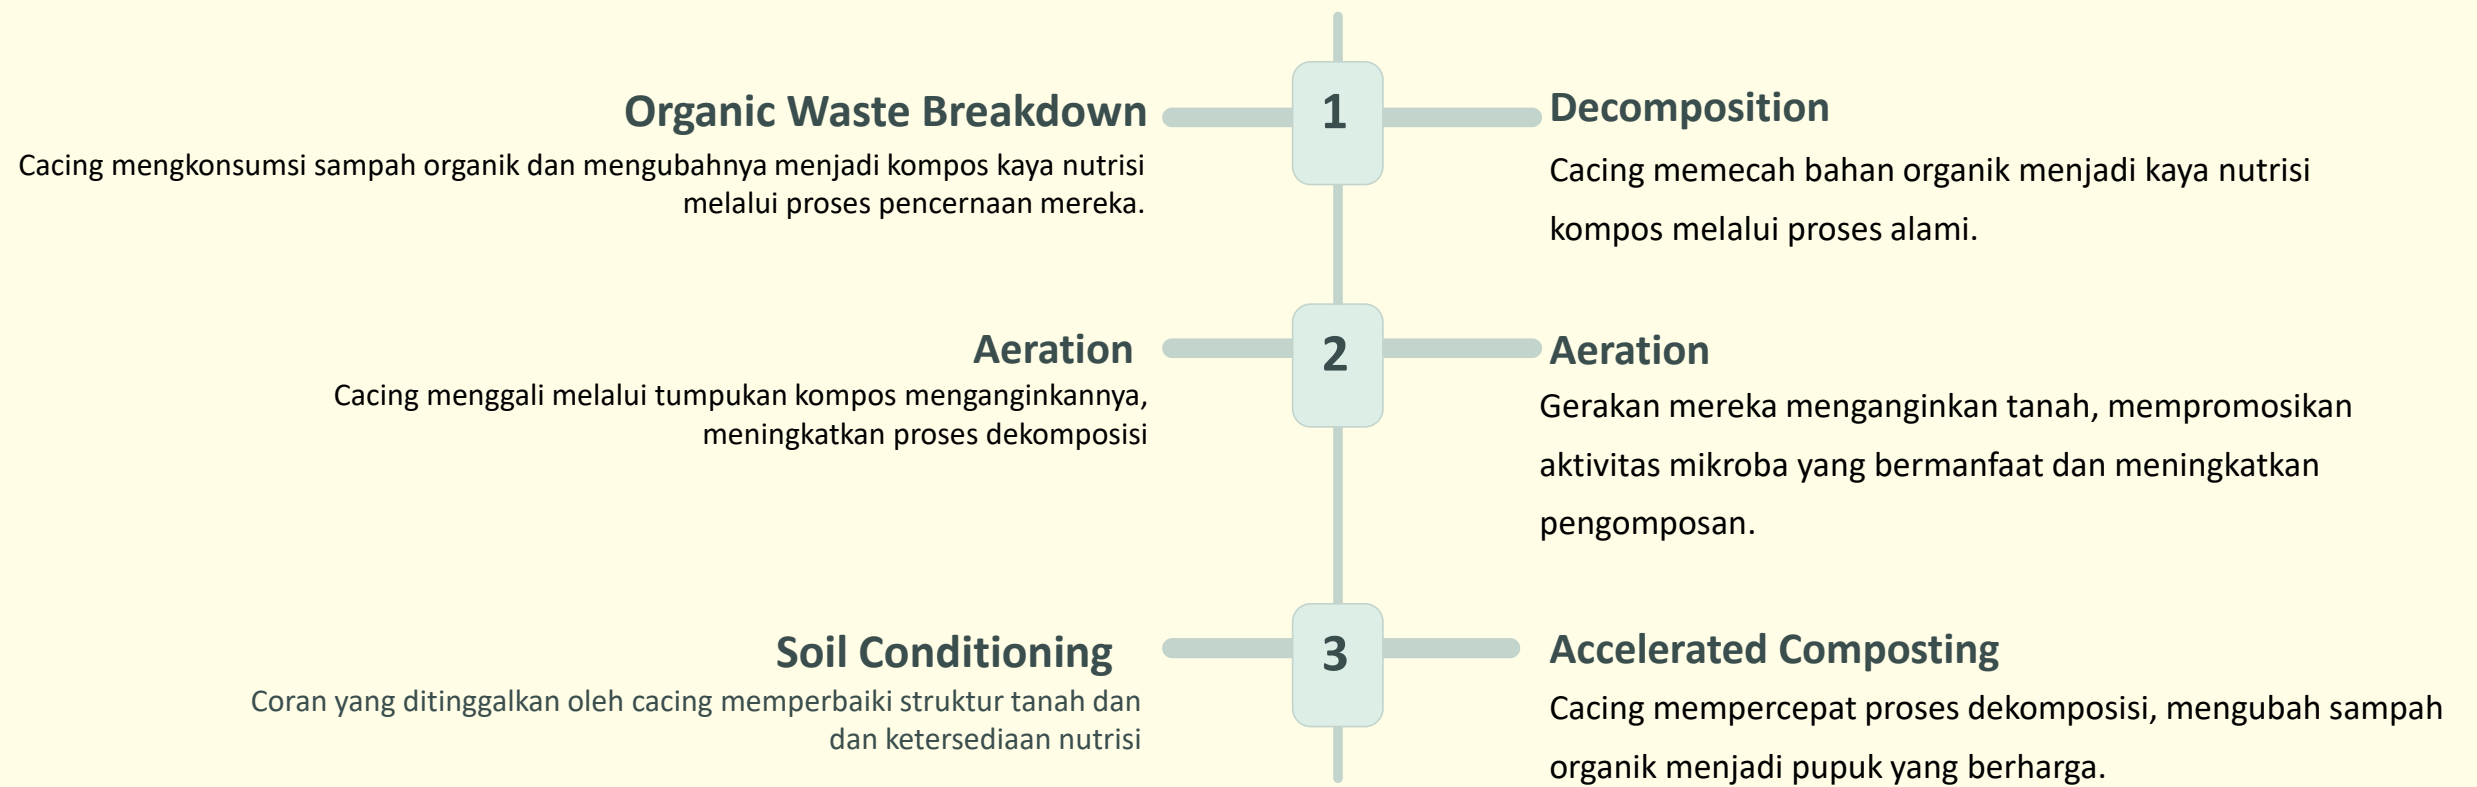 Organic Waste Breakdown
Cacing mengkonsumsi sampah organik dan mengubahnya menjadi kompos kaya nutrisi
melalui proses pencernaan mereka.
1
Decomposition
Cacing memecah bahan organik menjadi kaya nutrisi
kompos melalui proses alami.
Aeration
Cacing menggali melalui tumpukan kompos menganginkannya,
meningkatkan proses dekomposisi
2
Aeration
Gerakan mereka menganginkan tanah, mempromosikan
aktivitas mikroba yang bermanfaat dan meningkatkan
pengomposan.
Soil Conditioning
Coran yang ditinggalkan oleh cacing memperbaiki struktur tanah dan
dan ketersediaan nutrisi
3
Accelerated Composting
Cacing mempercepat proses dekomposisi, mengubah sampah
organik menjadi pupuk yang berharga.